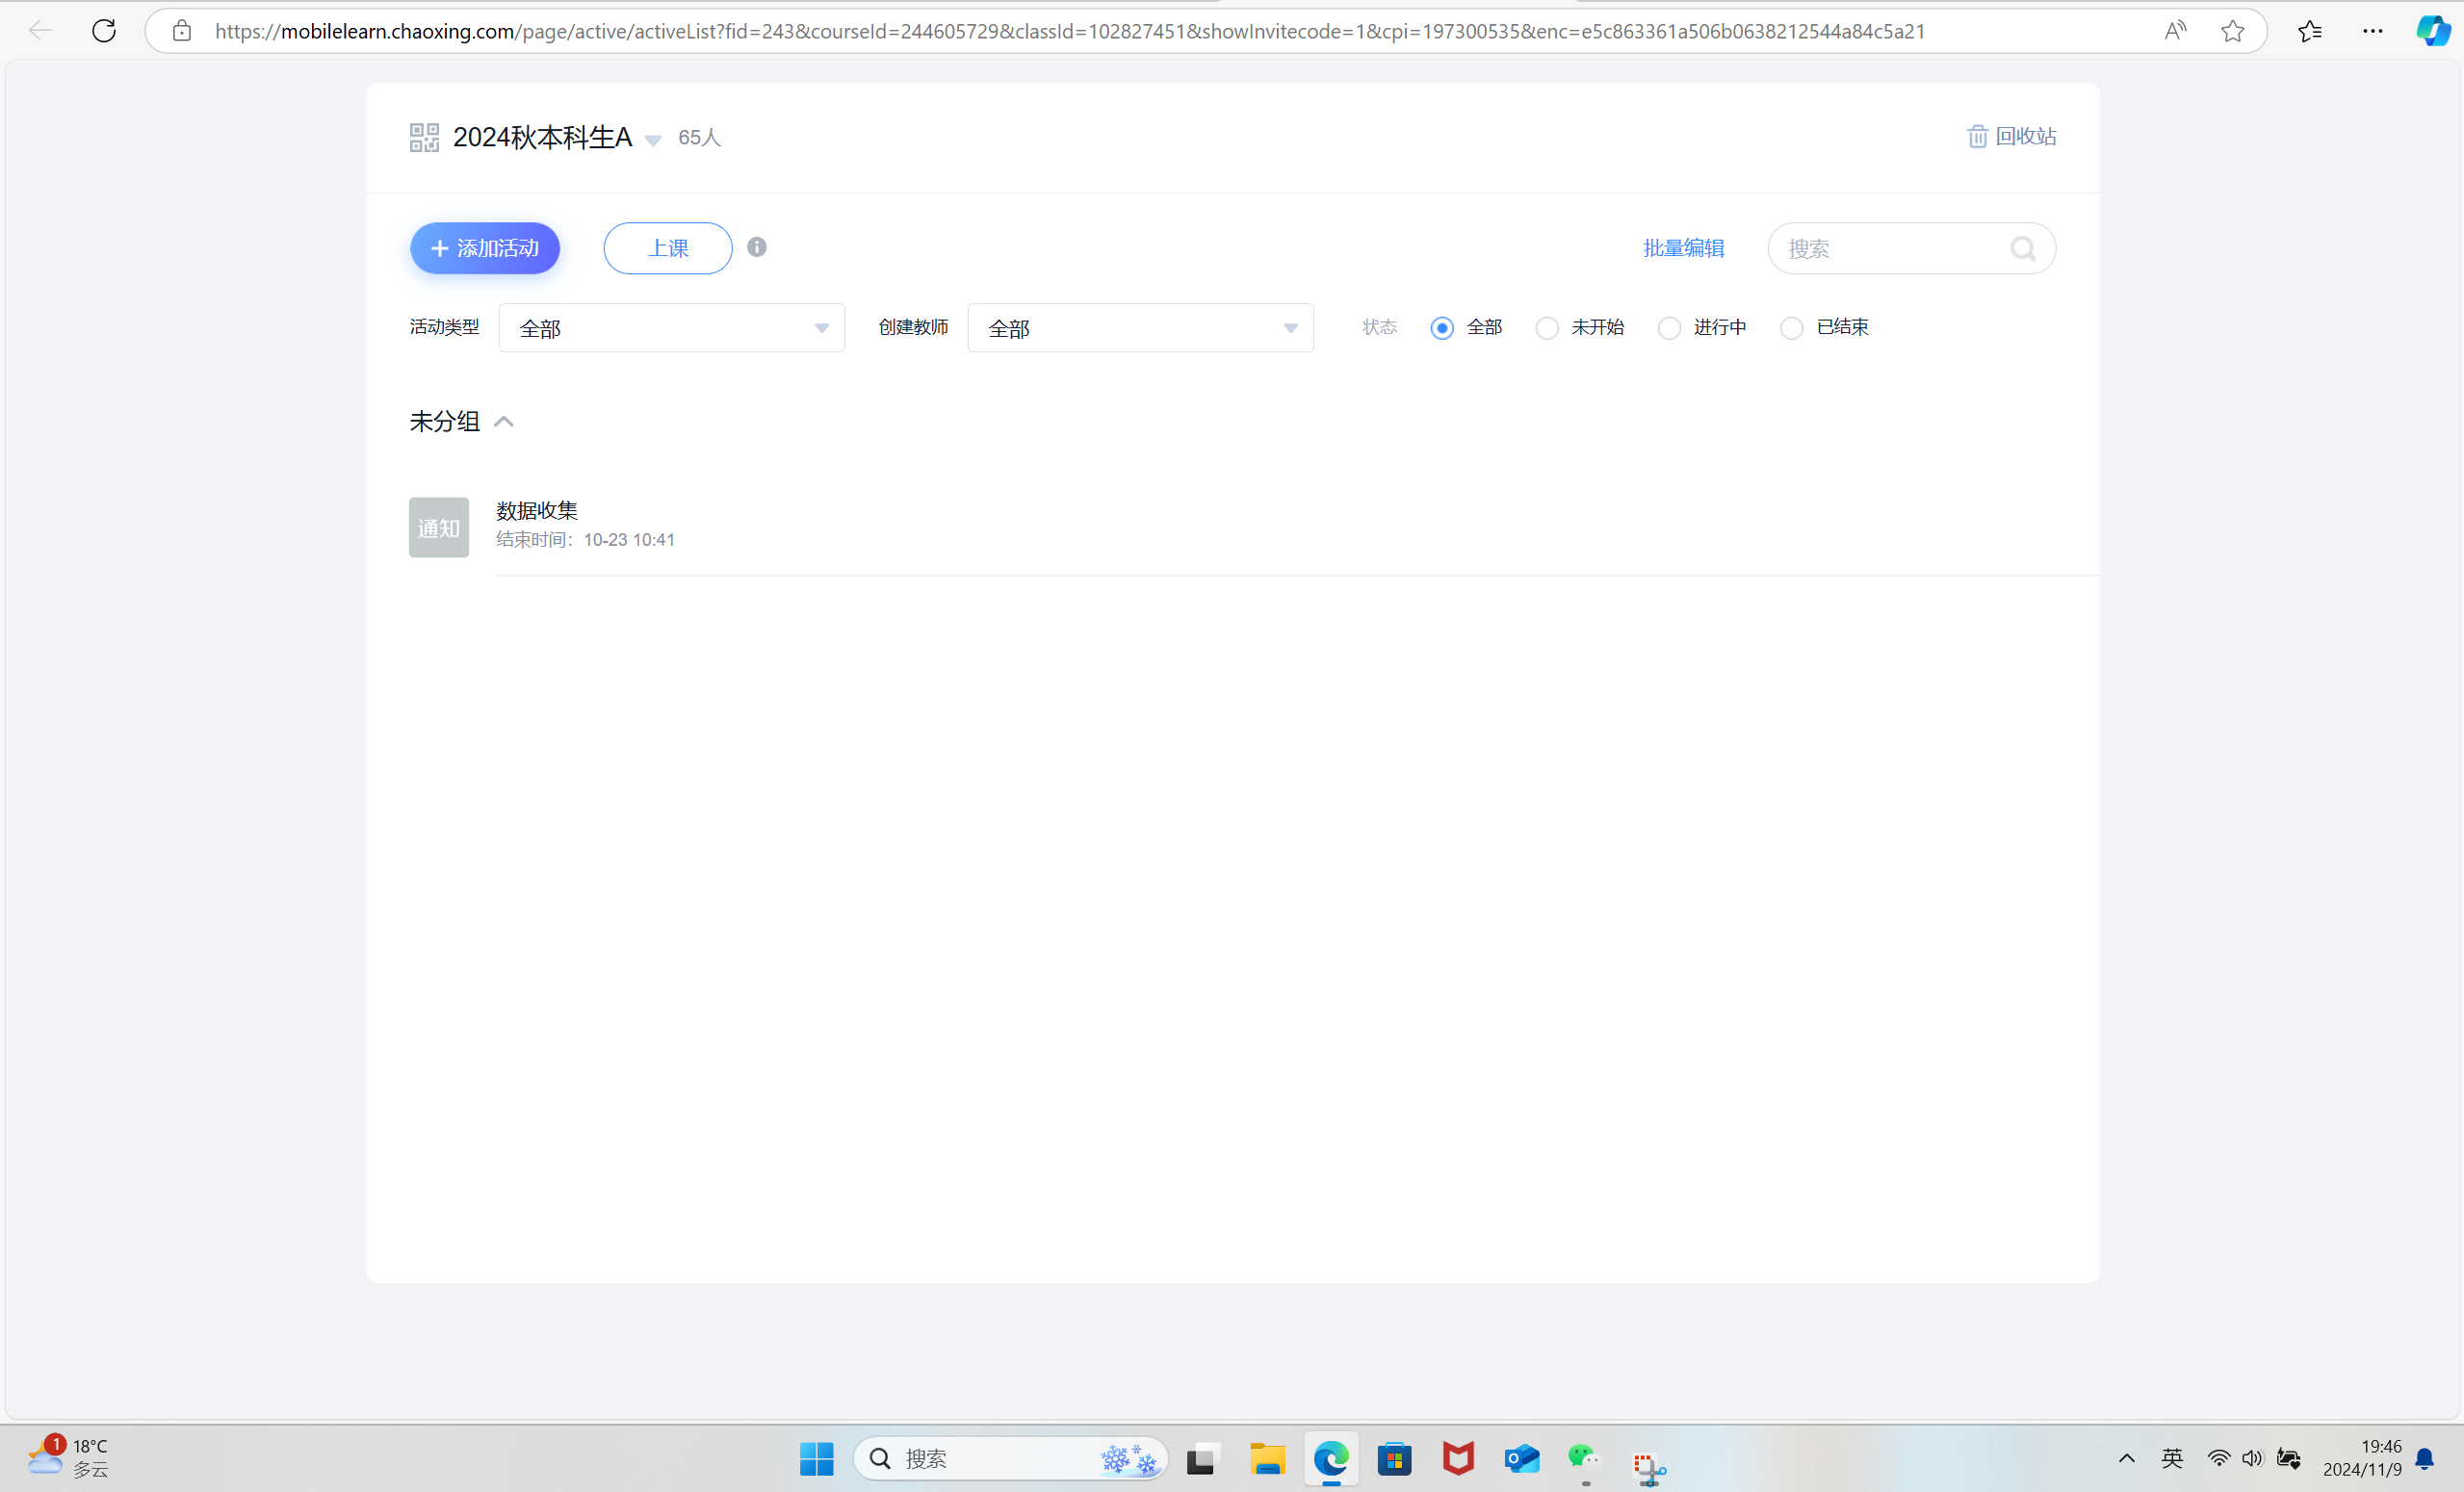 https://mobilelearn.chaoxing.com/page/active/activeList?fid=243&courseId=244605729&classId=102827451&showInvitecode=1&cpi=197300535&enc=e5c863361a506b0638212544a84c5a21
2024秋本科生A 65人 回收站
+ 添加活动 上课 批量编辑 搜索
活动类型 全部 创建教师 全部 状态 全部 未开始 进行中 已结束
未分组
通知 数据收集
结束时间：10-23 10:41
1 18°C
多云
搜索
英
19:46
2024/11/9